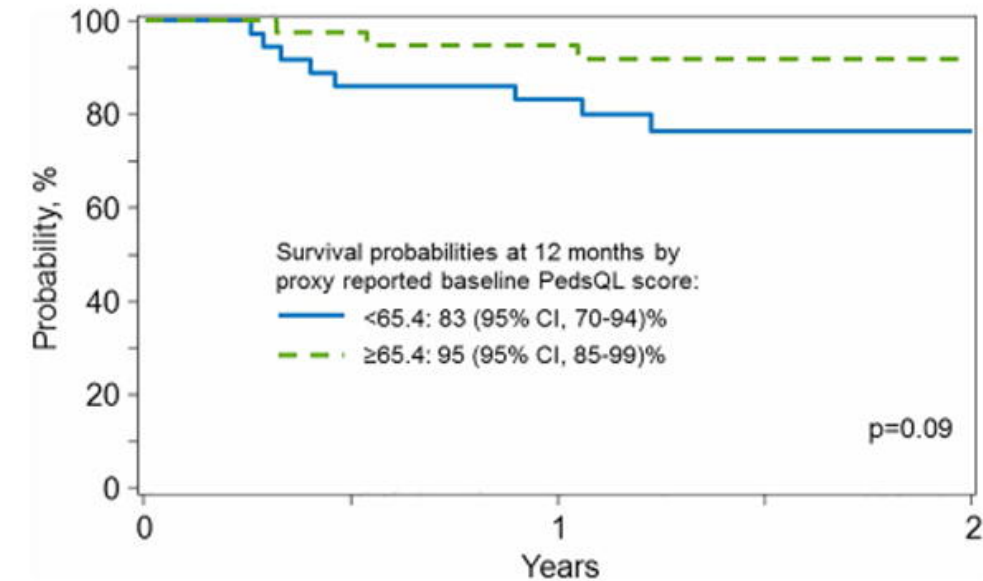 100
80
60
40
20
0
Probability, %
Survival probabilities at 12 months by
proxy reported baseline PedsQL score:
<65.4: 83 (95% CI, 70-94)%
≥65.4: 95 (95% CI, 85-99)%
p=0.09
0 1 2
Years